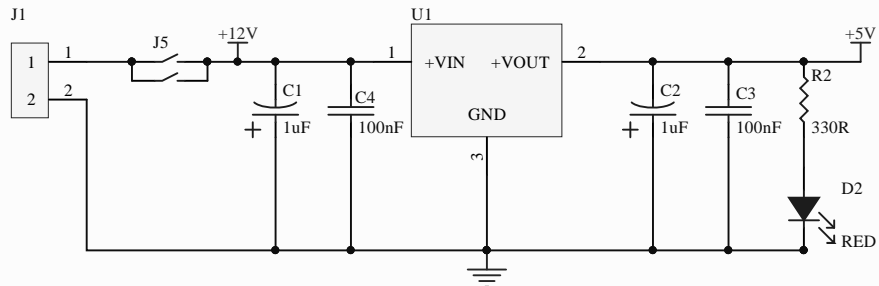 J1
U1
J5
+12V
+5V
1
1
1
2
+VIN
+VOUT
R2
2
2
C1
C4
C2
C3
GND
1uF
100nF
1uF
100nF
330R
3
D2
RED